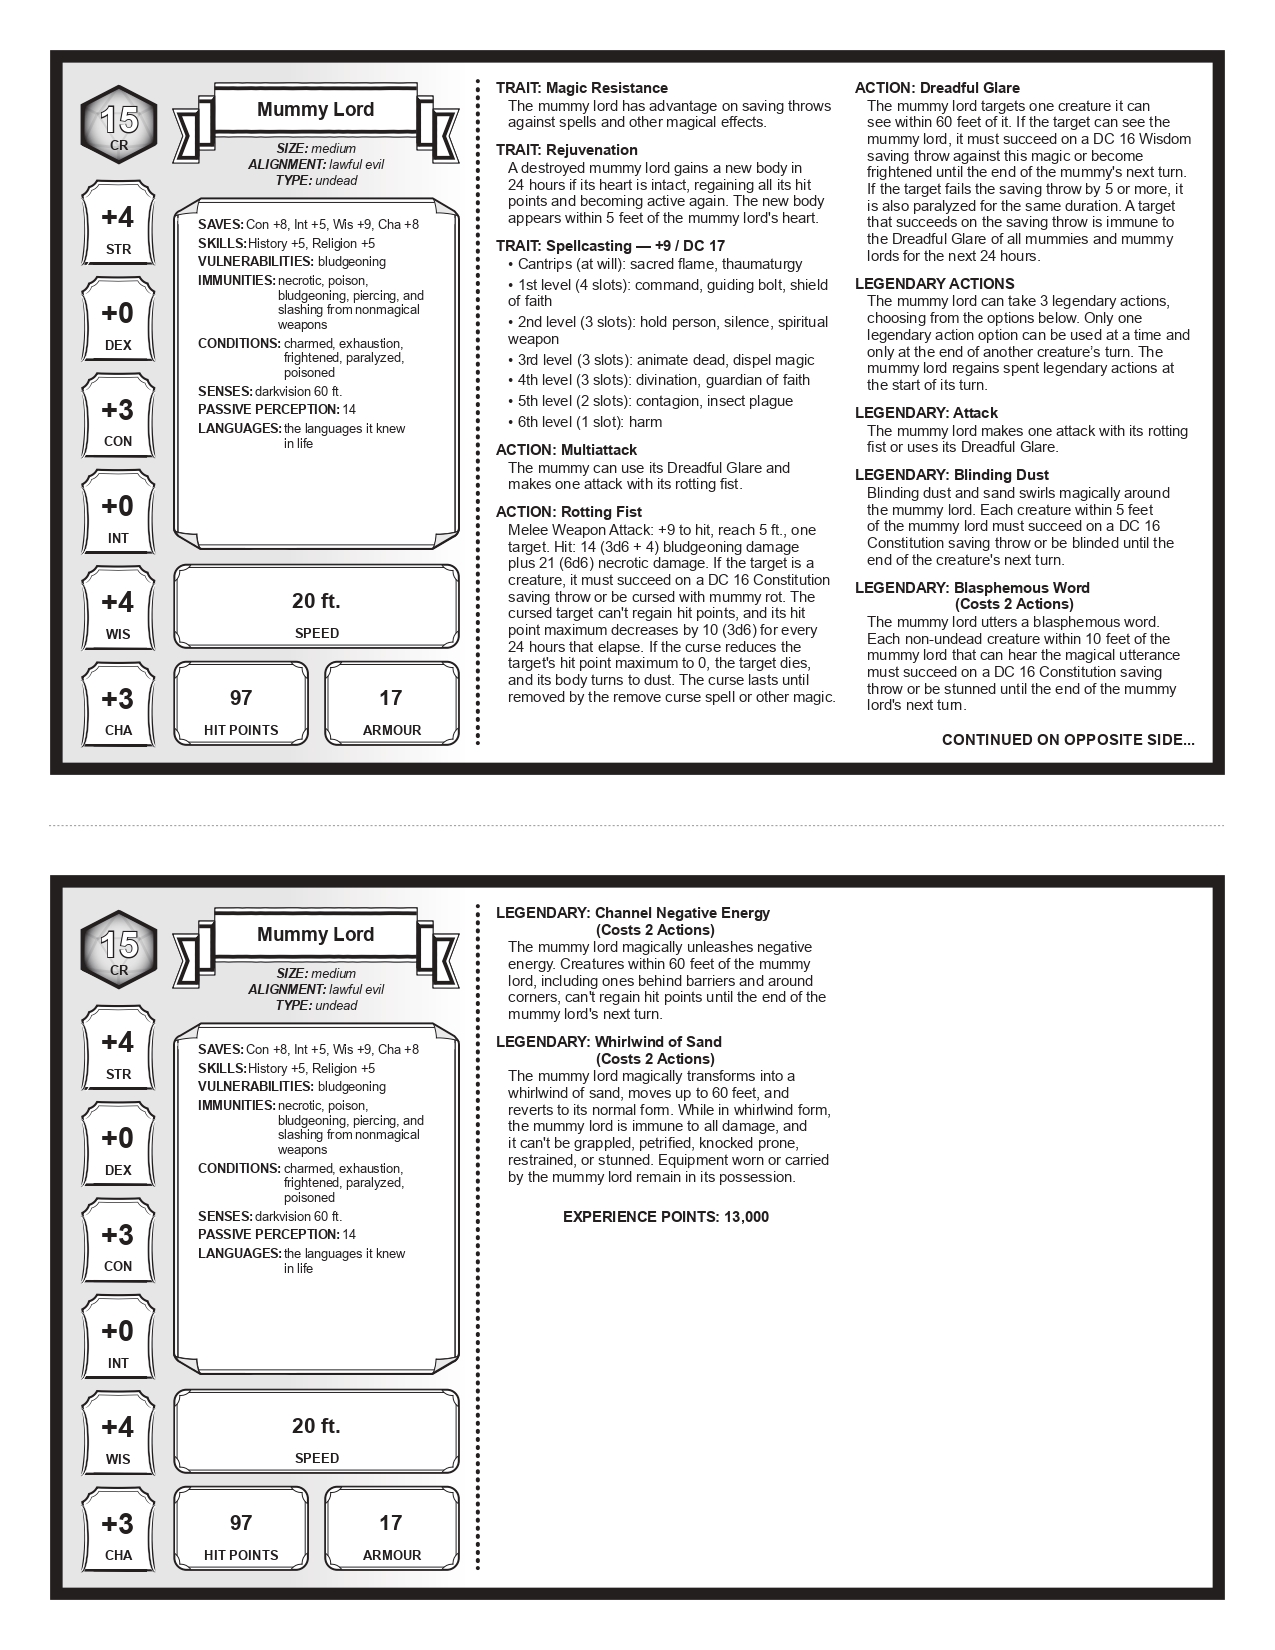 15
CR
Mummy Lord
SIZE: medium
ALIGNMENT: lawful evil
TYPE: undead
+4
STR
+0
DEX
+3
CON
+0
INT
+4
WIS
+3
CHA
SAVES: Con +8, Int +5, Wis +9, Cha +8
SKILLS: History +5, Religion +5
VULNERABILITIES: bludgeoning
IMMUNITIES: necrotic, poison,
bludgeoning, piercing, and
slashing from nonmagical
weapons
CONDITIONS: charmed, exhaustion,
frightened, paralyzed,
poisoned
SENSES: darkvision 60 ft.
PASSIVE PERCEPTION: 14
LANGUAGES: the languages it knew
in life
20 ft.
SPEED
97
HIT POINTS
17
ARMOUR
TRAIT: Magic Resistance
The mummy lord has advantage on saving throws
against spells and other magical effects.
TRAIT: Rejuvenation
A destroyed mummy lord gains a new body in
24 hours if its heart is intact, regaining all its hit
points and becoming active again. The new body
appears within 5 feet of the mummy lord's heart.
TRAIT: Spellcasting — +9 / DC 17
• Cantrips (at will): sacred flame, thaumaturgy
• 1st level (4 slots): command, guiding bolt, shield
of faith
• 2nd level (3 slots): hold person, silence, spiritual
weapon
• 3rd level (3 slots): animate dead, dispel magic
• 4th level (3 slots): divination, guardian of faith
• 5th level (2 slots): contagion, insect plague
• 6th level (1 slot): harm
ACTION: Multiattack
The mummy can use its Dreadful Glare and
makes one attack with its rotting fist.
ACTION: Rotting Fist
Melee Weapon Attack: +9 to hit, reach 5 ft., one
target. Hit: 14 (3d6 + 4) bludgeoning damage
plus 21 (6d6) necrotic damage. If the target is a
creature, it must succeed on a DC 16 Constitution
saving throw or be cursed with mummy rot. The
cursed target can't regain hit points, and its hit
point maximum decreases by 10 (3d6) for every
24 hours that elapse. If the curse reduces the
target's hit point maximum to 0, the target dies,
and its body turns to dust. The curse lasts until
removed by the remove curse spell or other magic.
ACTION: Dreadful Glare
The mummy lord targets one creature it can
see within 60 feet of it. If the target can see the
mummy lord, it must succeed on a DC 16 Wisdom
saving throw against this magic or become
frightened until the end of the mummy's next turn.
If the target fails the saving throw by 5 or more, it
is also paralyzed for the same duration. A target
that succeeds on the saving throw is immune to
the Dreadful Glare of all mummies and mummy
lords for the next 24 hours.
LEGENDARY ACTIONS
The mummy lord can take 3 legendary actions,
choosing from the options below. Only one
legendary action option can be used at a time and
only at the end of another creature's turn. The
mummy lord regains spent legendary actions at
the start of its turn.
LEGENDARY: Attack
The mummy lord makes one attack with its rotting
fist or uses its Dreadful Glare.
LEGENDARY: Blinding Dust
Blinding dust and sand swirls magically around
the mummy lord. Each creature within 5 feet
of the mummy lord must succeed on a DC 16
Constitution saving throw or be blinded until the
end of the creature's next turn.
LEGENDARY: Blasphemous Word
(Costs 2 Actions)
The mummy lord utters a blasphemous word.
Each non-undead creature within 10 feet of the
mummy lord that can hear the magical utterance
must succeed on a DC 16 Constitution saving
throw or be stunned until the end of the mummy
lord's next turn.
CONTINUED ON OPPOSITE SIDE...
15
CR
Mummy Lord
SIZE: medium
ALIGNMENT: lawful evil
TYPE: undead
+4
STR
+0
DEX
+3
CON
+0
INT
+4
WIS
+3
CHA
SAVES: Con +8, Int +5, Wis +9, Cha +8
SKILLS: History +5, Religion +5
VULNERABILITIES: bludgeoning
IMMUNITIES: necrotic, poison,
bludgeoning, piercing, and
slashing from nonmagical
weapons
CONDITIONS: charmed, exhaustion,
frightened, paralyzed,
poisoned
SENSES: darkvision 60 ft.
PASSIVE PERCEPTION: 14
LANGUAGES: the languages it knew
in life
20 ft.
SPEED
97
HIT POINTS
17
ARMOUR
LEGENDARY: Channel Negative Energy
(Costs 2 Actions)
The mummy lord magically unleashes negative
energy. Creatures within 60 feet of the mummy
lord, including ones behind barriers and around
corners, can't regain hit points until the end of the
mummy lord's next turn.
LEGENDARY: Whirlwind of Sand
(Costs 2 Actions)
The mummy lord magically transforms into a
whirlwind of sand, moves up to 60 feet, and
reverts to its normal form. While in whirlwind form,
the mummy lord is immune to all damage, and
it can't be grappled, petrified, knocked prone,
restrained, or stunned. Equipment worn or carried
by the mummy lord remain in its possession.
EXPERIENCE POINTS: 13,000